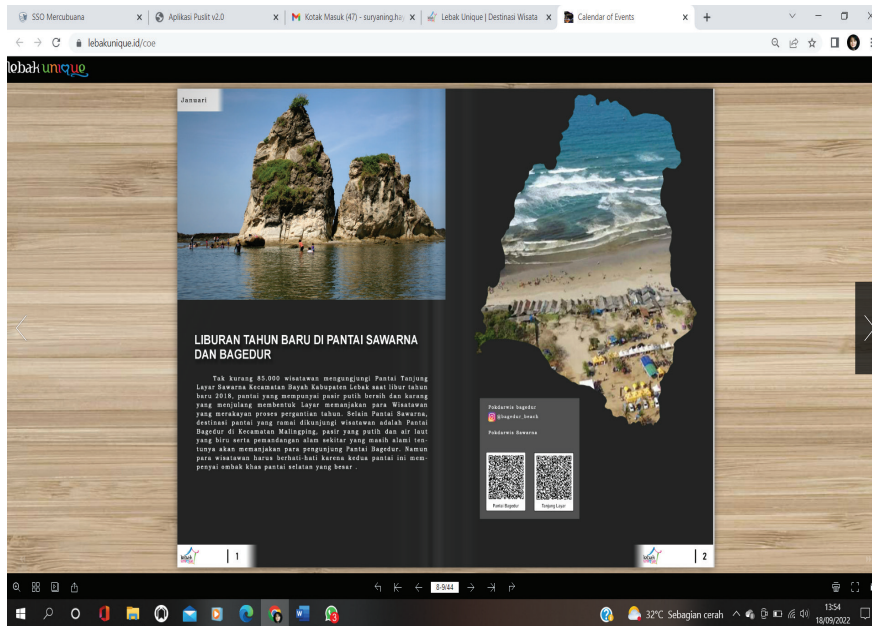 SSO Mercubuana
Aplikasi Puslit v2.0
Kotak Masuk (47) - suryaning.ha
Lebak Unique | Destinasi Wisata
Calendar of Events
lebakunique.id/coe
lebak unique
Januari
LIBURAN TAHUN BARU DI PANTAI SAWARNA
DAN BAGEDUR
Tak kurang 85.000 wisatawan mengungjungi Pantai Tanjung
Layar Sawarna Kecamatan Bayah Kabupaten Lebak saat libur tahun
baru 2018, pantai yang mempunyai pasir putih bersih dan karang
yang menjulang membentuk Layar memanjakan para Wisatawan
yang merakayan proses pergantian tahun. Selain Pantai Sawarna,
destinasi pantai yang ramai dikunjungi wisatawan adalah Pantai
Bagedur di Kecamatan Malingping, pasir yang putih dan air laut
yang biru serta pemandangan alam sekitar yang masih alami ten-
tunya akan memanjakan para pengunjung Pantai Bagedur. Namun
para wisatawan harus berhati-hati karena kedua pantai ini mem-
penyai ombak khas pantai selatan yang besar .
1
Pokdarwis bagedur
@bagedur_beach
Pokdarwis Sawarna
Pantai Bagedur
Tanjung Layar
2
8-9/44
3
32°C Sebagian cerah
13:54
18/09/2022